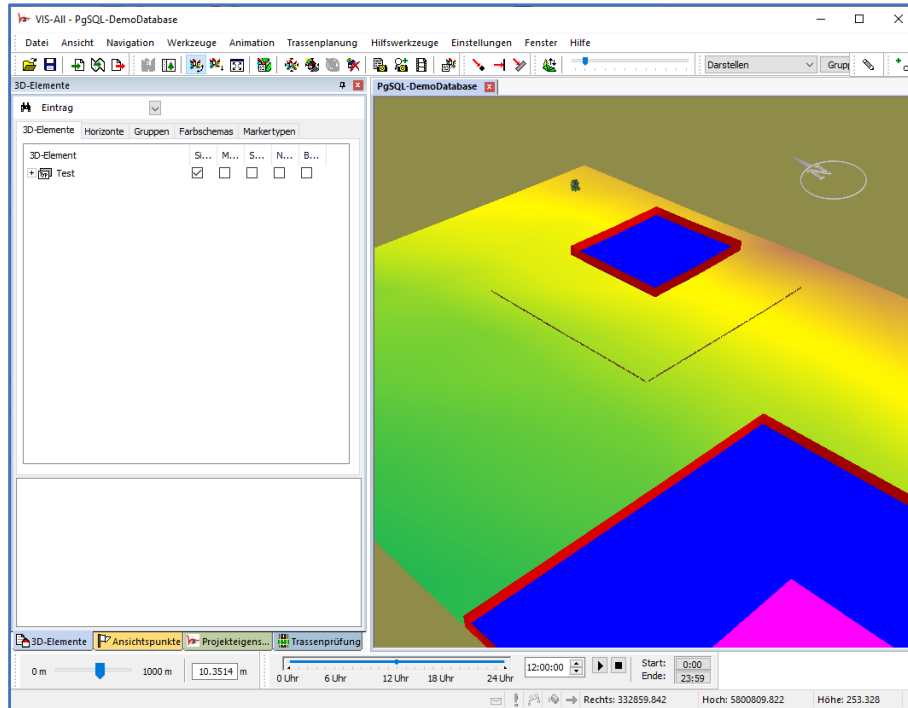 VIS-All - PgSQL-DemoDatabase
Datei Ansicht Navigation Werkzeuge Animation Trassenplanung Hilfswerkzeuge Einstellungen Fenster Hilfe
Darstellen
3D-Elemente
PgSQL-DemoDatabase
Eintrag
3D-Elemente Horizonte Gruppen Farbschemas Markertypen
3D-Element Si... M... S... N... B...
Test
3D-Elemente Ansichtspunkte Projekteigens... Trassenprüfung
0 m 1000 m 10.3514 m
0 Uhr 6 Uhr 12 Uhr 18 Uhr 24 Uhr
12:00:00
Start: 0:00
Ende: 23:59
Rechts: 332859.842 Hoch: 5800809.822 Höhe: 253.328